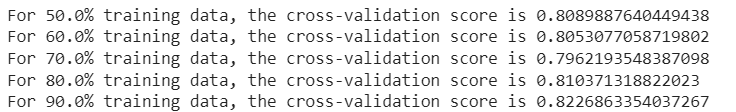 For 50.0% training data, the cross-validation score is 0.8089887640449438
For 60.0% training data, the cross-validation score is 0.8053077058719802
For 70.0% training data, the cross-validation score is 0.7962193548387098
For 80.0% training data, the cross-validation score is 0.810371318822023
For 90.0% training data, the cross-validation score is 0.8226863354037267